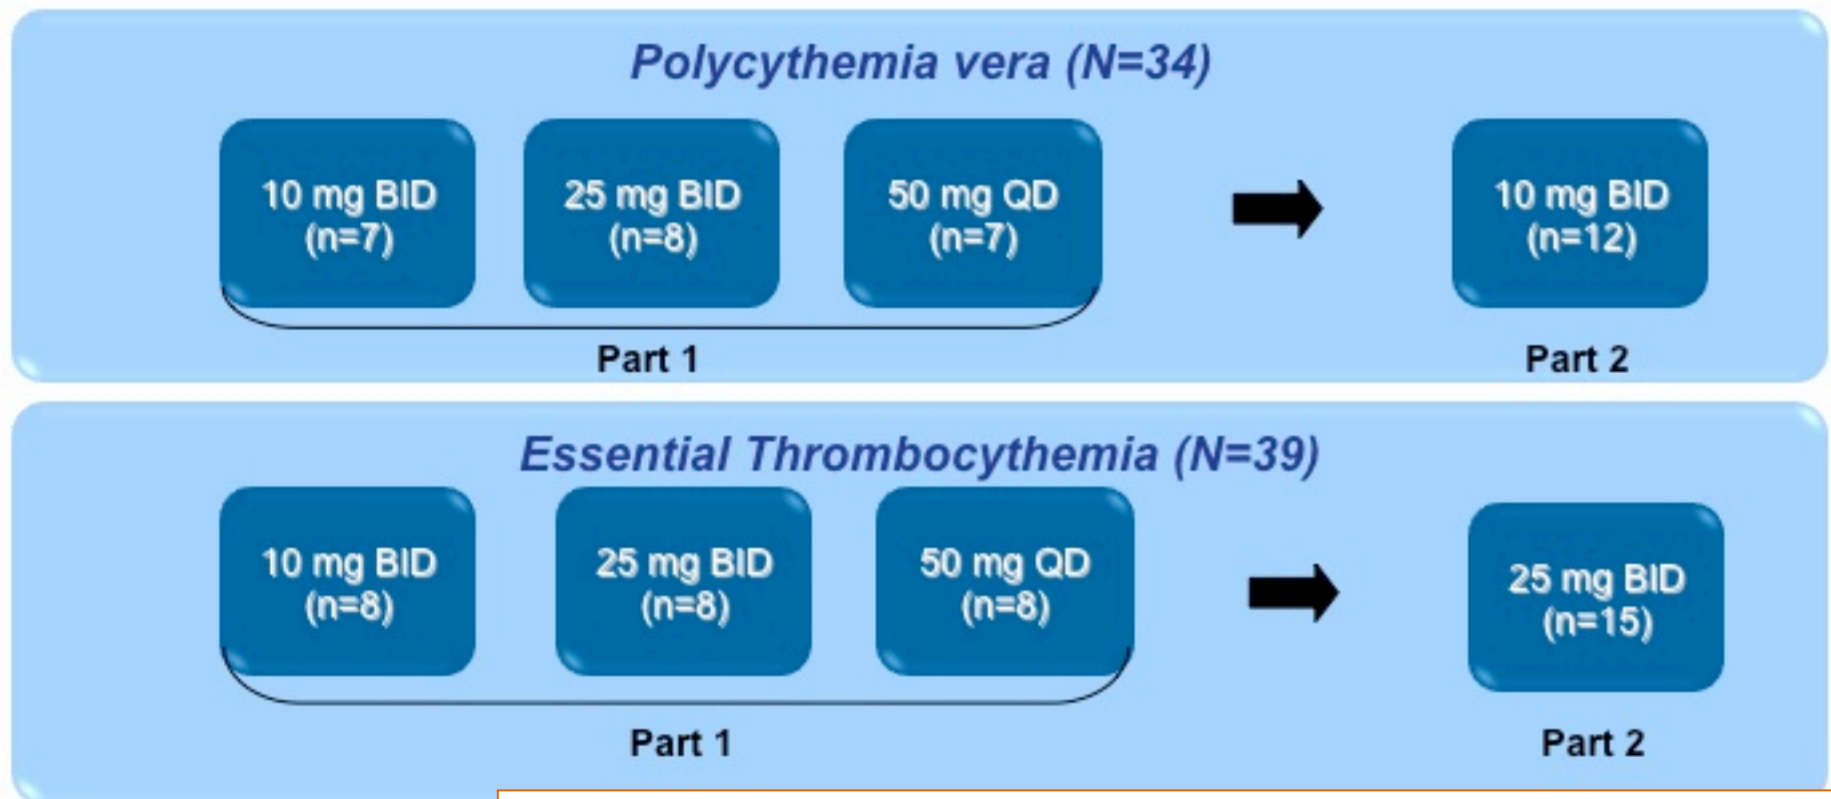 Polycythemia vera (N=34)
10 mg BID
(n=7)
25 mg BID
(n=8)
50 mg QD
(n=7)
10 mg BID
(n=12)
Part 1
Part 2
Essential Thrombocythemia (N=39)
10 mg BID
(n=8)
25 mg BID
(n=8)
50 mg QD
(n=8)
25 mg BID
(n=15)
Part 1
Part 2